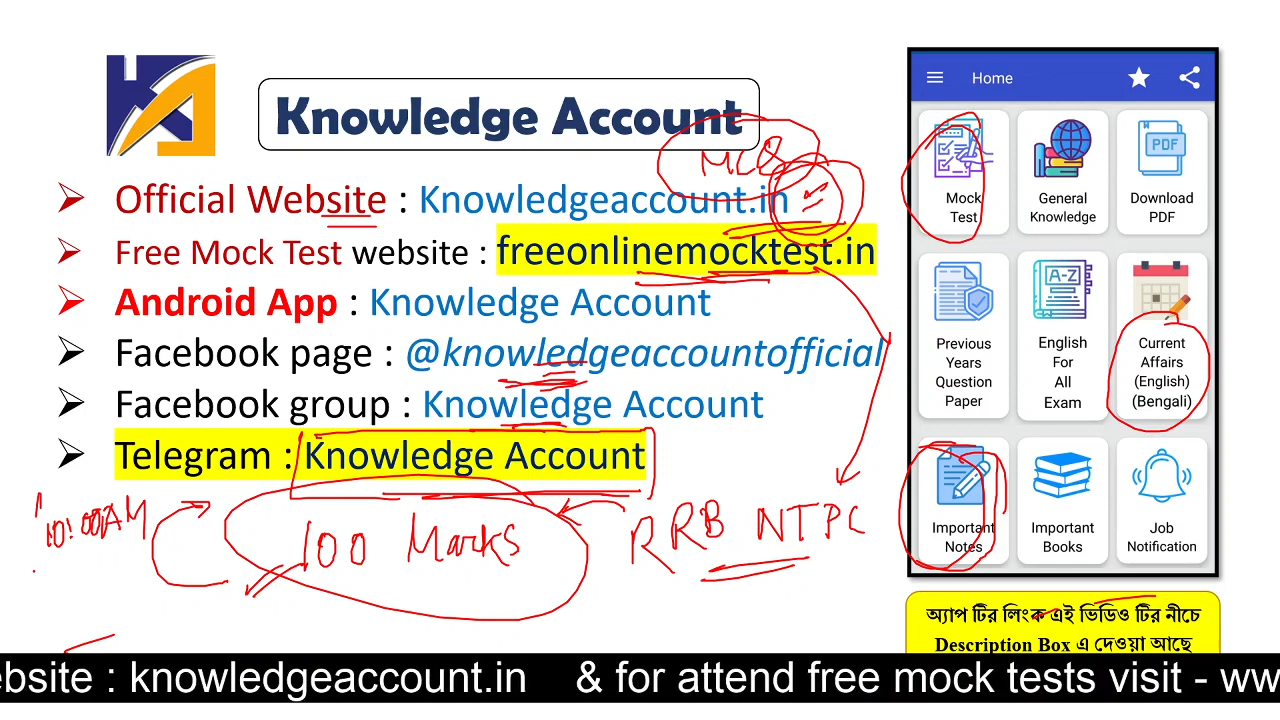 Knowledge Account
MCQ
Official Website : Knowledgeaccount.in
Free Mock Test website : freeonlinemocktest.in
Android App : Knowledge Account
Facebook page : @knowledgeaccountofficial
Facebook group : Knowledge Account
Telegram : Knowledge Account
10:00AM
100 Marks
RRB NTPC
Home
Mock
Test
General
Knowledge
Download
PDF
PDF
Previous
Years
Question
Paper
A-Z
English
For
All
Exam
Current
Affairs
(English)
(Bengali)
Important
Notes
Important
Books
Job
Notification
অ্যাপ টির লিংক এই ভিডিও টির নীচে
Description Box এ দেওয়া আছে
ebsite : knowledgeaccount.in & for attend free mock tests visit - ww